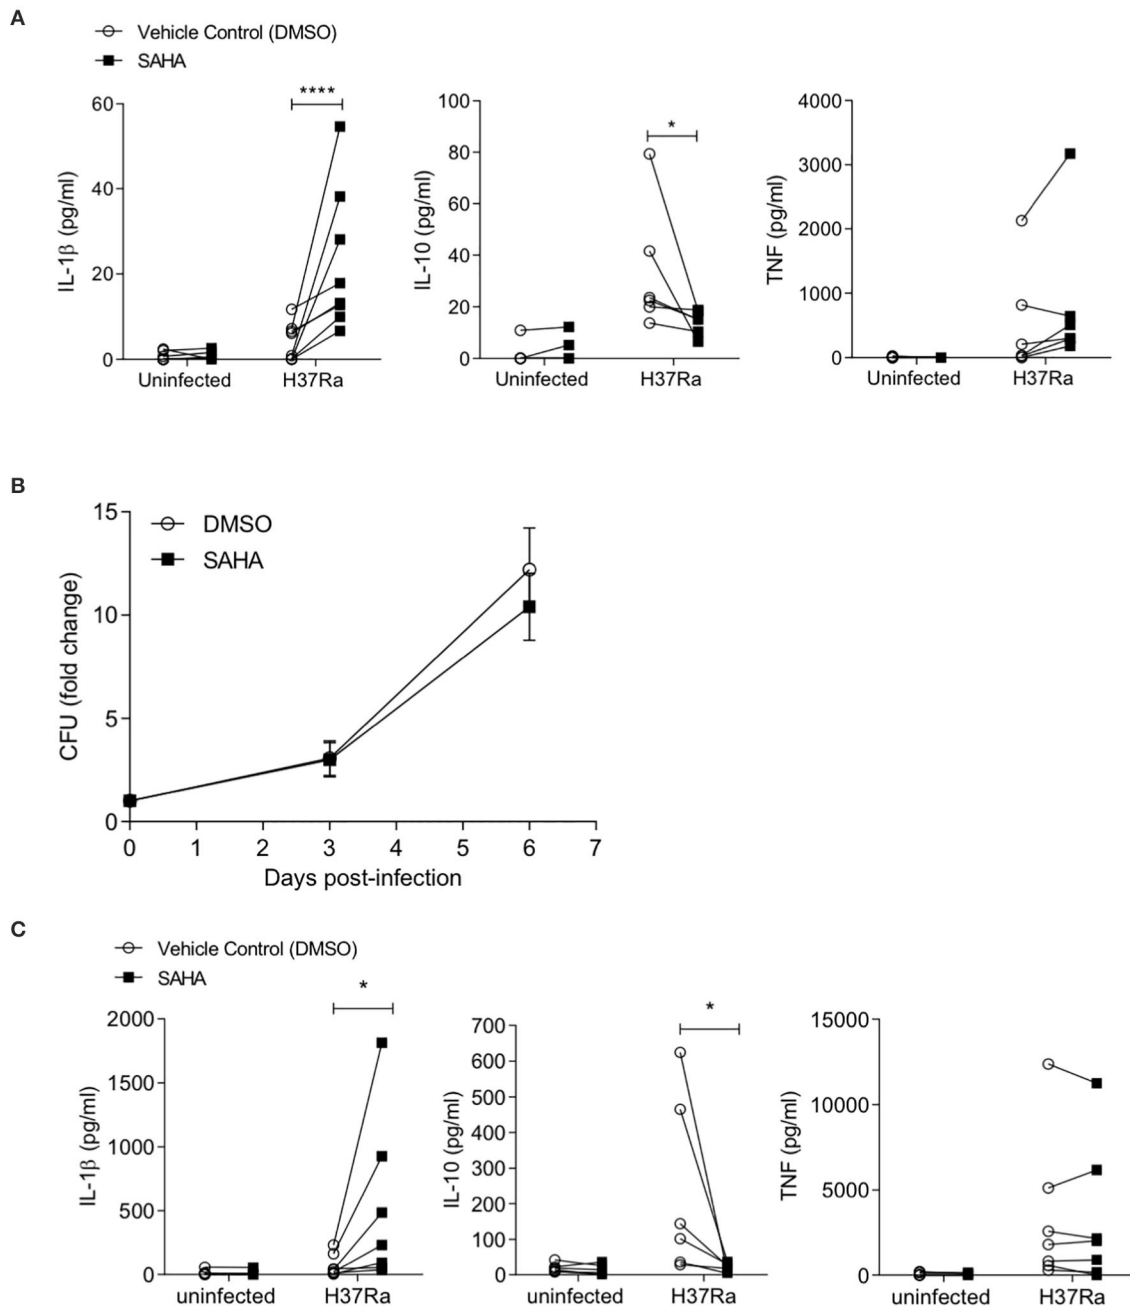 A
Vehicle Control (DMSO)
SAHA
****
60
40
20
0
IL-1β (pg/ml)
Uninfected
H37Ra
*
100
80
60
40
20
0
IL-10 (pg/ml)
Uninfected
H37Ra
4000
3000
2000
1000
0
TNF (pg/ml)
Uninfected
H37Ra
B
DMSO
SAHA
15
10
5
0
CFU (fold change)
0 1 2 3 4 5 6 7
Days post-infection
C
Vehicle Control (DMSO)
SAHA
*
2000
1500
1000
500
0
IL-1β (pg/ml)
uninfected
H37Ra
*
700
600
500
400
300
200
100
0
IL-10 (pg/ml)
uninfected
H37Ra
15000
10000
5000
0
TNF (pg/ml)
uninfected
H37Ra